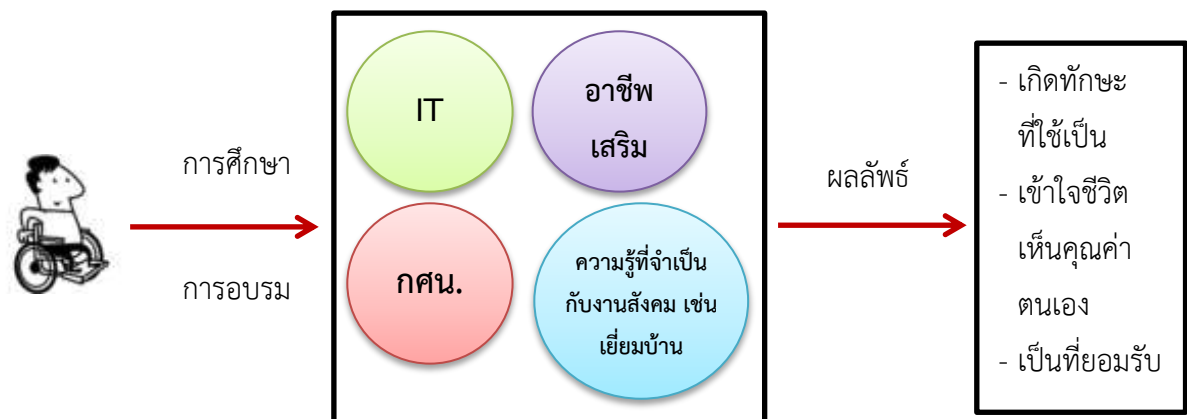 การศึกษา
การอบรม
IT
อาชีพ
เสริม
กศน.
ความรู้ที่จำเป็น
กับงานสังคม เช่น
เยี่ยมบ้าน
ผลลัพธ์
- เกิดทักษะ
ที่ใช้เป็น
- เข้าใจชีวิต
เห็นคุณค่า
ตนเอง
- เป็นที่ยอมรับ